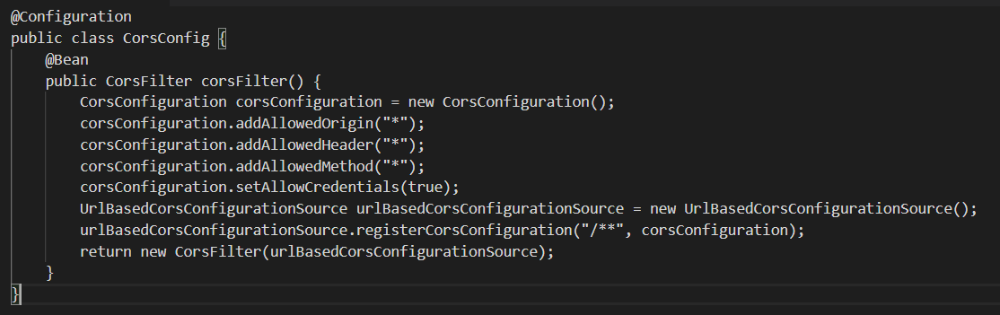 @Configuration
public class CorsConfig {
    @Bean
    public CorsFilter corsFilter() {
        CorsConfiguration corsConfiguration = new CorsConfiguration();
        corsConfiguration.addAllowedOrigin("*");
        corsConfiguration.addAllowedHeader("*");
        corsConfiguration.addAllowedMethod("*");
        corsConfiguration.setAllowCredentials(true);
        UrlBasedCorsConfigurationSource urlBasedCorsConfigurationSource = new UrlBasedCorsConfigurationSource();
        urlBasedCorsConfigurationSource.registerCorsConfiguration("/**", corsConfiguration);
        return new CorsFilter(urlBasedCorsConfigurationSource);
    }
}